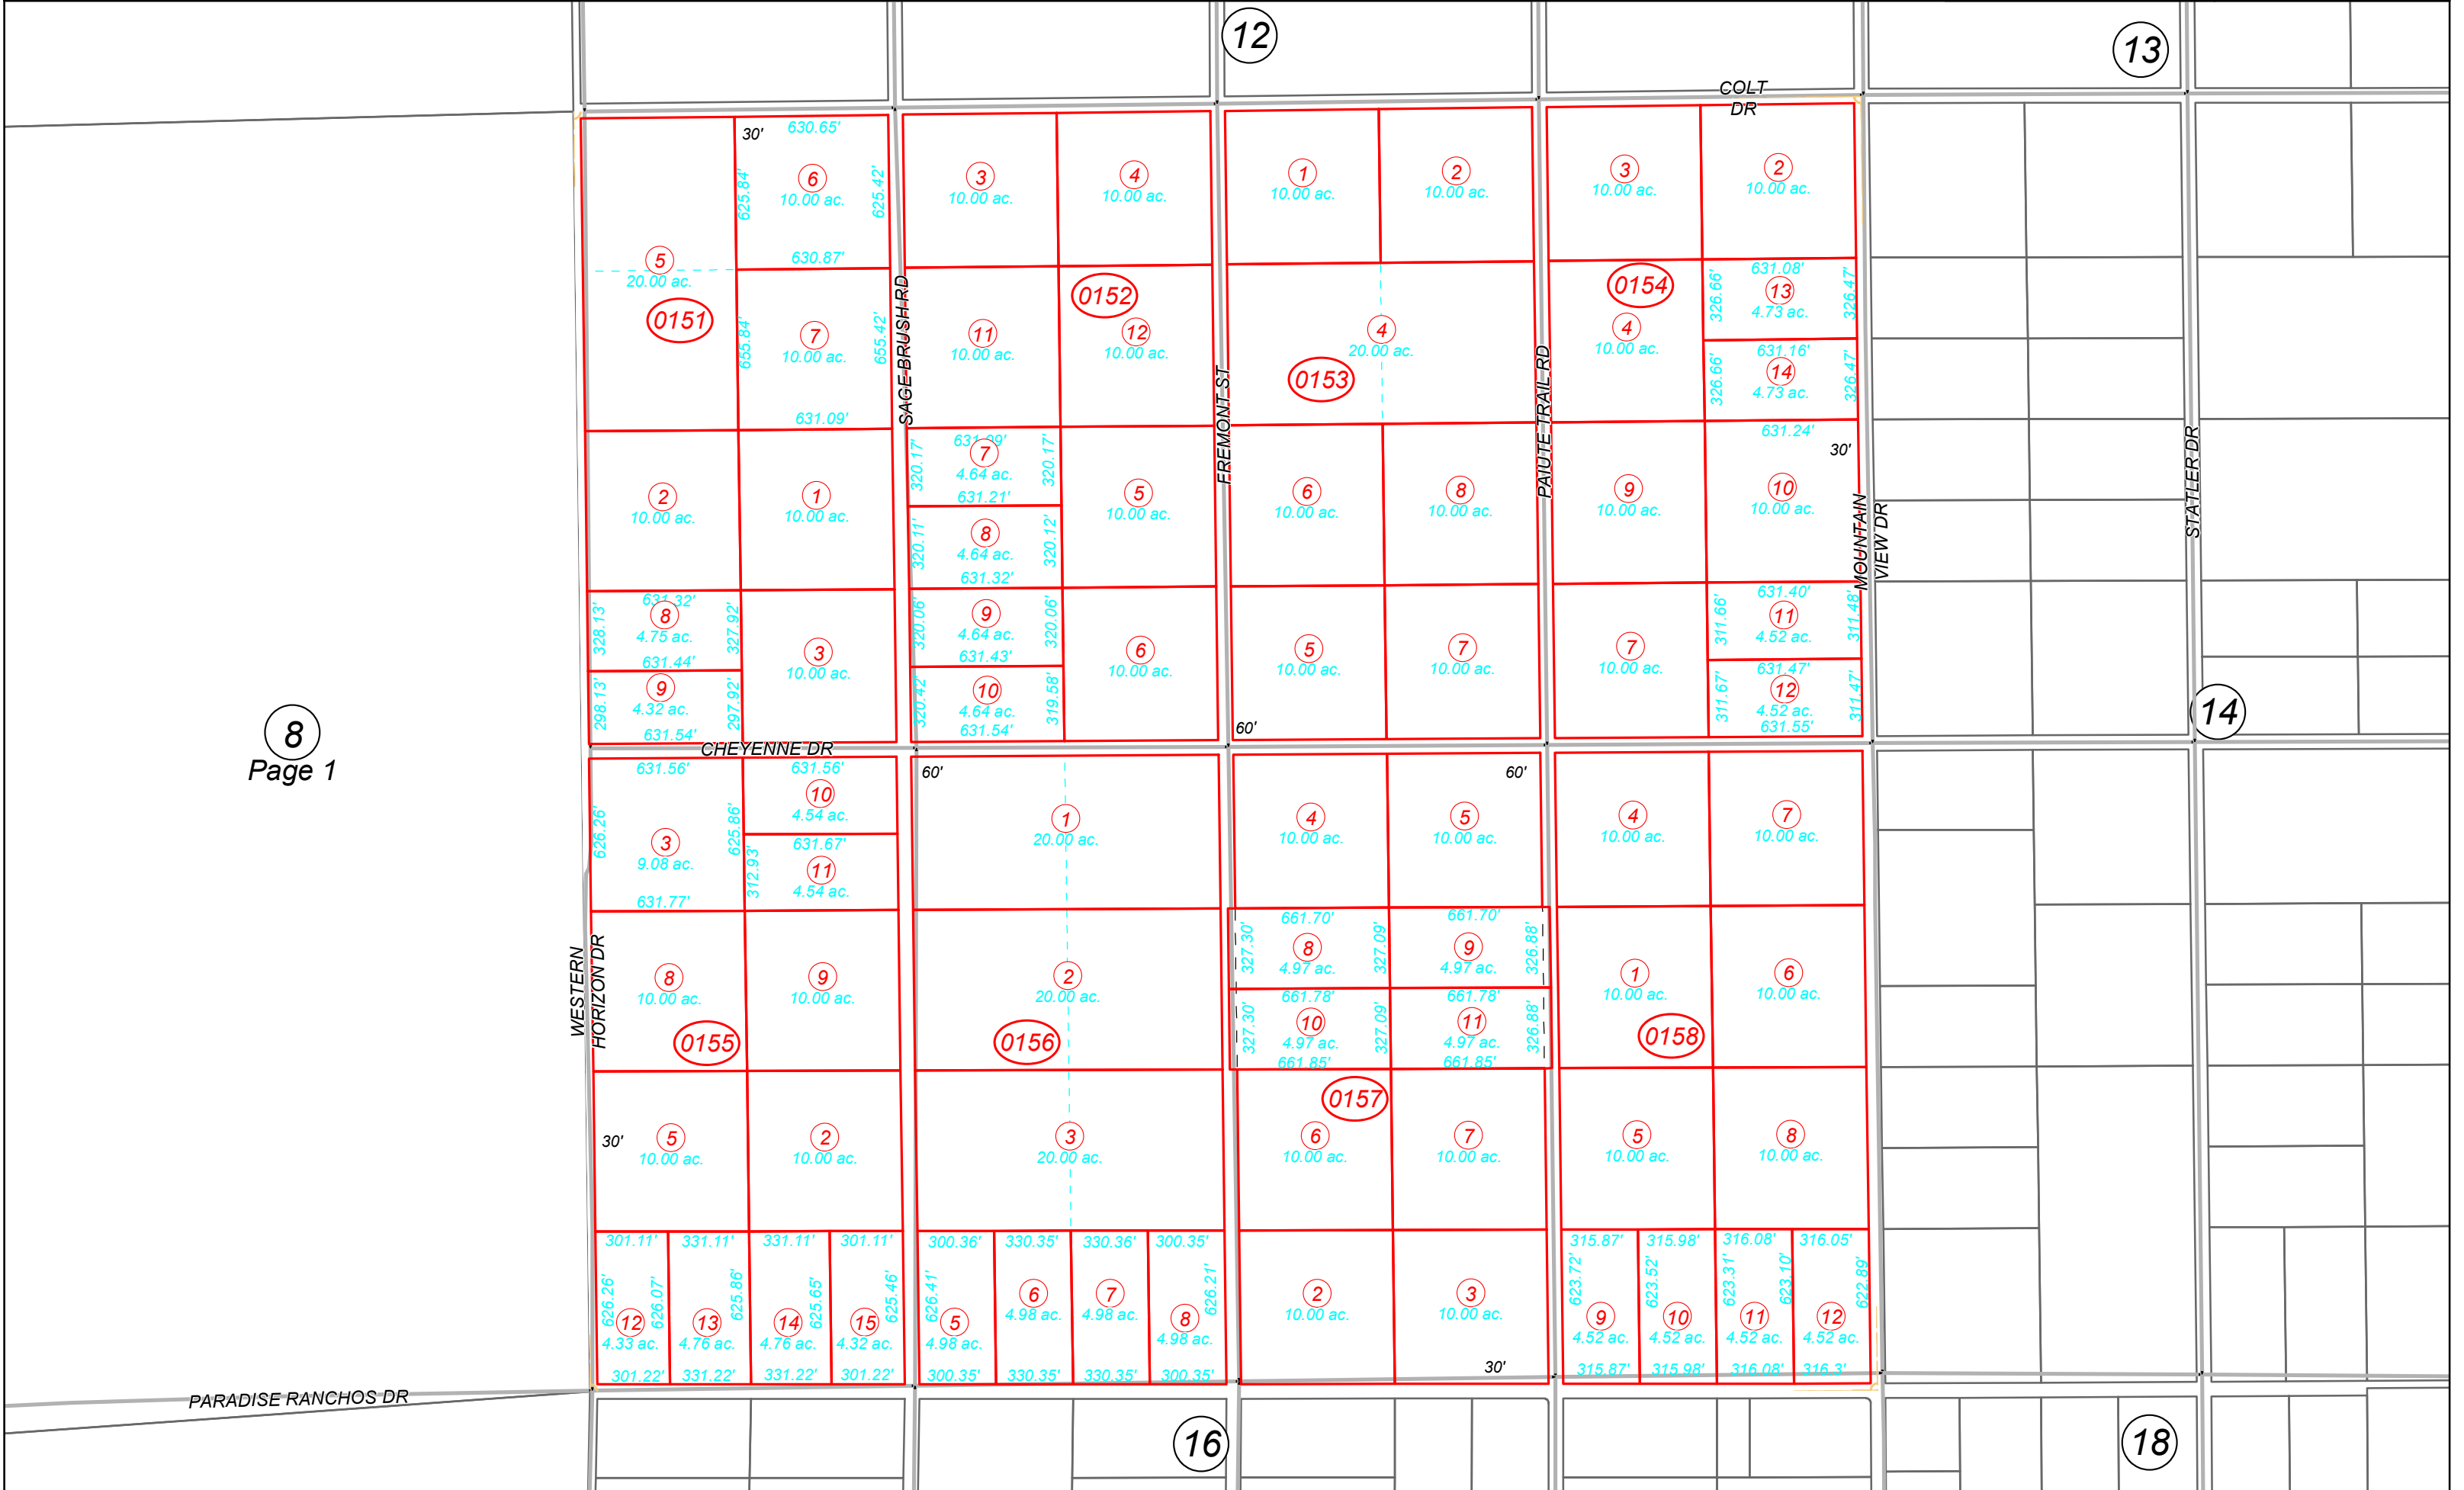 12
13
COLT
DR
30'
630.65'
6
10.00 ac.
625.84'
625.42'
630.87'
3
10.00 ac.
4
10.00 ac.
1
10.00 ac.
2
10.00 ac.
3
10.00 ac.
2
10.00 ac.
5
20.00 ac.
0151
7
10.00 ac.
655.84'
655.42'
631.09'
SAGE BRUSH RD
11
10.00 ac.
0152
12
10.00 ac.
FREMONT ST
4
20.00 ac.
0153
PAIUTE TRAIL RD
0154
4
10.00 ac.
631.08'
326.66'
13
4.73 ac.
326.47'
631.16'
326.66'
14
4.73 ac.
326.47'
631.24'
30'
2
10.00 ac.
1
10.00 ac.
631.09'
320.17'
7
4.64 ac.
320.17'
631.21'
320.11'
8
4.64 ac.
320.12'
631.32'
5
10.00 ac.
6
10.00 ac.
8
10.00 ac.
9
10.00 ac.
10
10.00 ac.
MOUNTAIN
VIEW DR
STATLER DR
631.32'
328.13'
8
4.75 ac.
327.92'
631.44'
298.13'
9
4.32 ac.
297.92'
631.54'
3
10.00 ac.
320.06'
9
4.64 ac.
320.06'
631.43'
320.42'
10
4.64 ac.
319.58'
631.54'
6
10.00 ac.
5
10.00 ac.
7
10.00 ac.
60'
7
10.00 ac.
631.40'
311.66'
11
4.52 ac.
311.48'
631.47'
311.67'
12
4.52 ac.
311.47'
631.55'
14
8
Page 1
CHEYENNE DR
631.56'
626.26'
3
9.08 ac.
625.86'
631.77'
631.56'
10
4.54 ac.
631.67'
312.93'
11
4.54 ac.
60'
1
20.00 ac.
4
10.00 ac.
60'
5
10.00 ac.
4
10.00 ac.
7
10.00 ac.
WESTERN
HORIZON DR
8
10.00 ac.
0155
9
10.00 ac.
2
20.00 ac.
0156
661.70'
327.30'
8
4.97 ac.
327.09'
661.70'
9
4.97 ac.
326.88'
661.78'
327.30'
10
4.97 ac.
327.09'
661.85'
661.78'
11
4.97 ac.
326.88'
661.85'
1
10.00 ac.
0158
6
10.00 ac.
30'
5
10.00 ac.
2
10.00 ac.
3
20.00 ac.
0157
6
10.00 ac.
7
10.00 ac.
5
10.00 ac.
8
10.00 ac.
301.11'
626.26'
12
4.33 ac.
626.07'
301.22'
331.11'
13
4.76 ac.
625.86'
331.22'
331.11'
14
4.76 ac.
625.65'
331.22'
301.11'
15
4.32 ac.
625.46'
301.22'
300.36'
626.41'
5
4.98 ac.
300.35'
330.35'
6
4.98 ac.
330.35'
330.36'
7
4.98 ac.
330.35'
300.35'
8
4.98 ac.
626.21'
300.35'
2
10.00 ac.
3
10.00 ac.
30'
315.87'
623.72'
9
4.52 ac.
315.87'
315.98'
623.52'
10
4.52 ac.
315.98'
316.08'
623.31'
11
4.52 ac.
623.10'
316.08'
316.05'
12
4.52 ac.
622.89'
316.3'
PARADISE RANCHOS DR
16
18